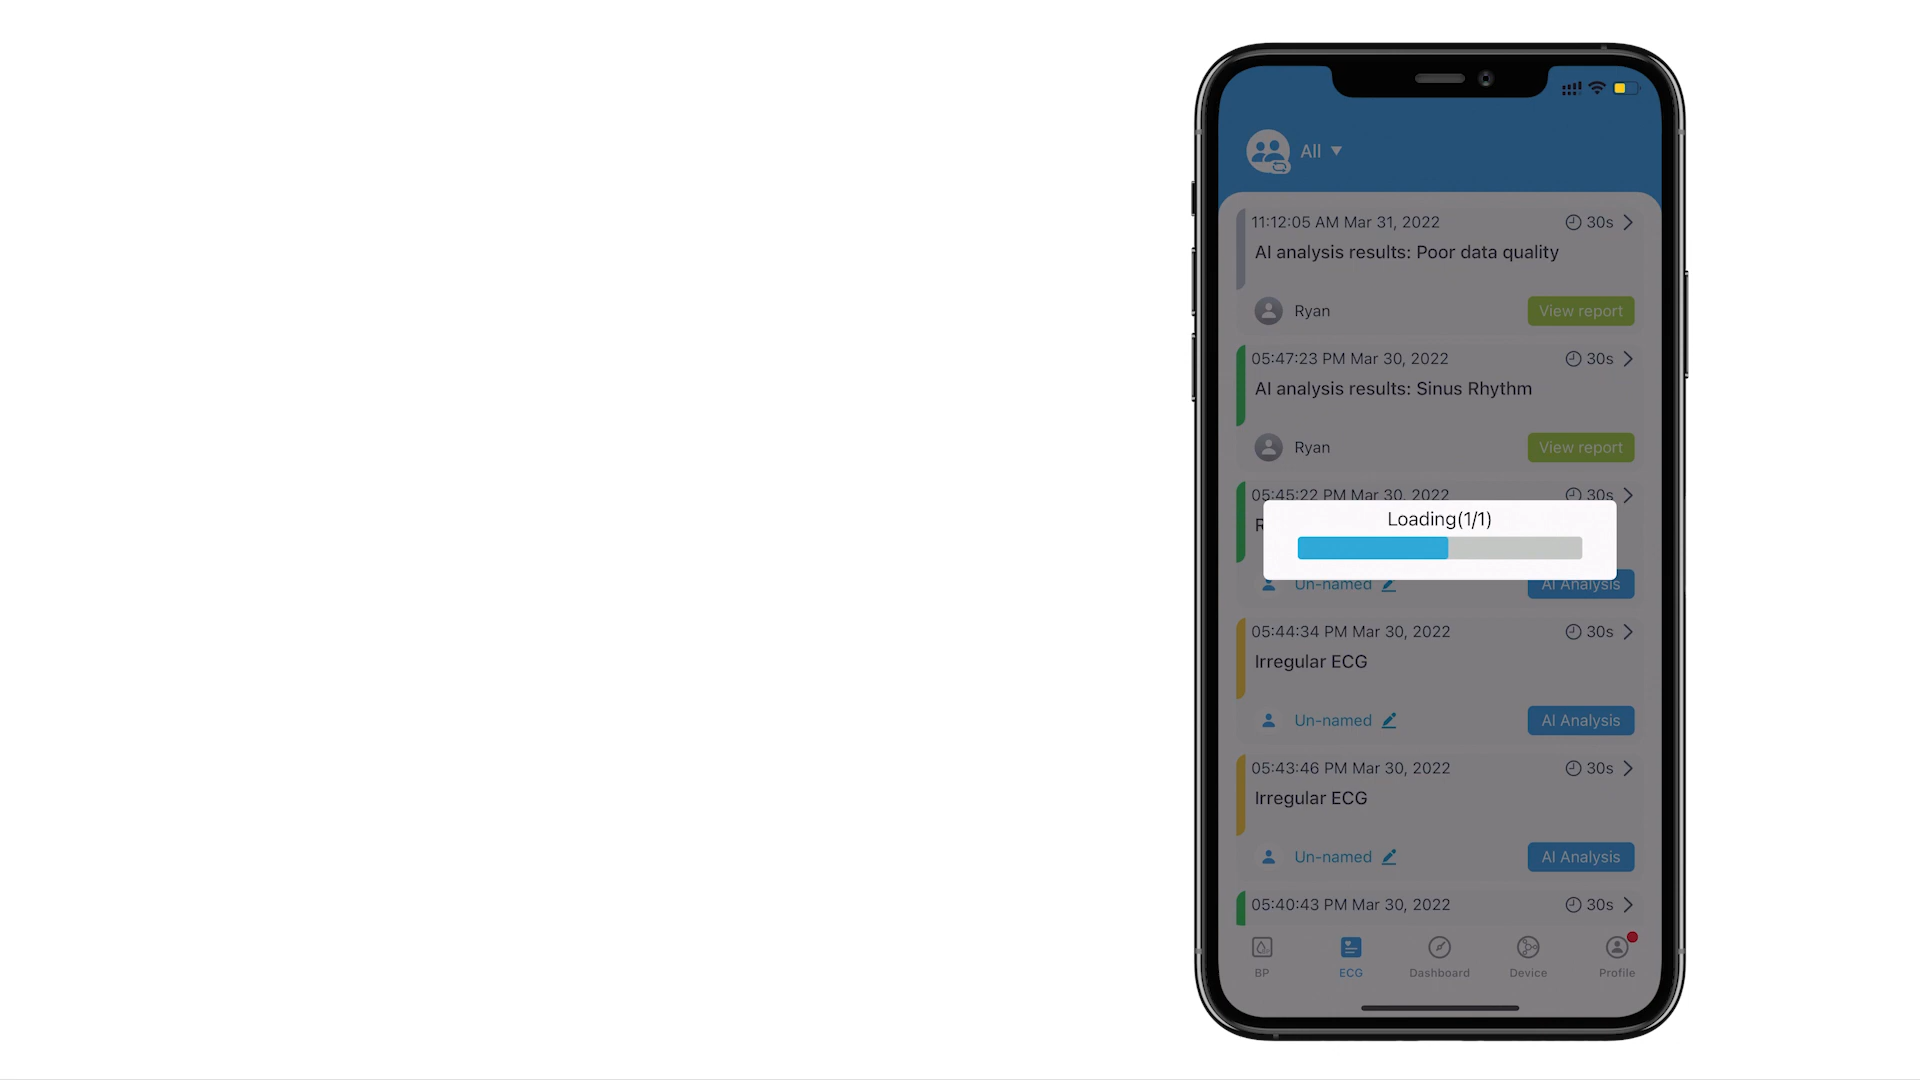 All
11:12:05 AM Mar 31, 2022 30s
AI analysis results: Poor data quality
Ryan View report
05:47:23 PM Mar 30, 2022 30s
AI analysis results: Sinus Rhythm
Ryan View report
05:45:22 PM Mar 30, 2022 30s
Loading(1/1)
Un-named AI Analysis
05:44:34 PM Mar 30, 2022 30s
Irregular ECG
Un-named AI Analysis
05:43:46 PM Mar 30, 2022 30s
Irregular ECG
Un-named AI Analysis
05:40:43 PM Mar 30, 2022 30s
BP ECG Dashboard Device Profile